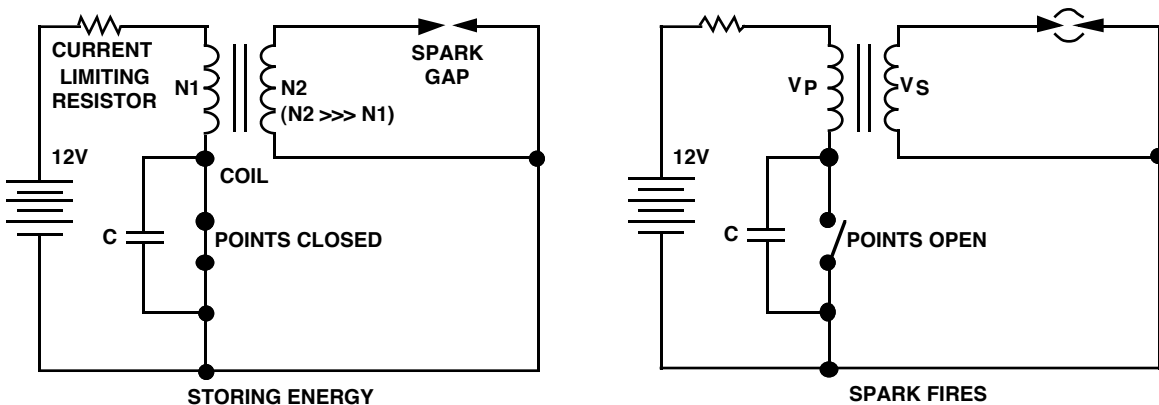 CURRENT
LIMITING
RESISTOR
N1
N2
(N2 >>> N1)
SPARK
GAP
12V
COIL
C
POINTS CLOSED
STORING ENERGY
VP
VS
12V
C
POINTS OPEN
SPARK FIRES